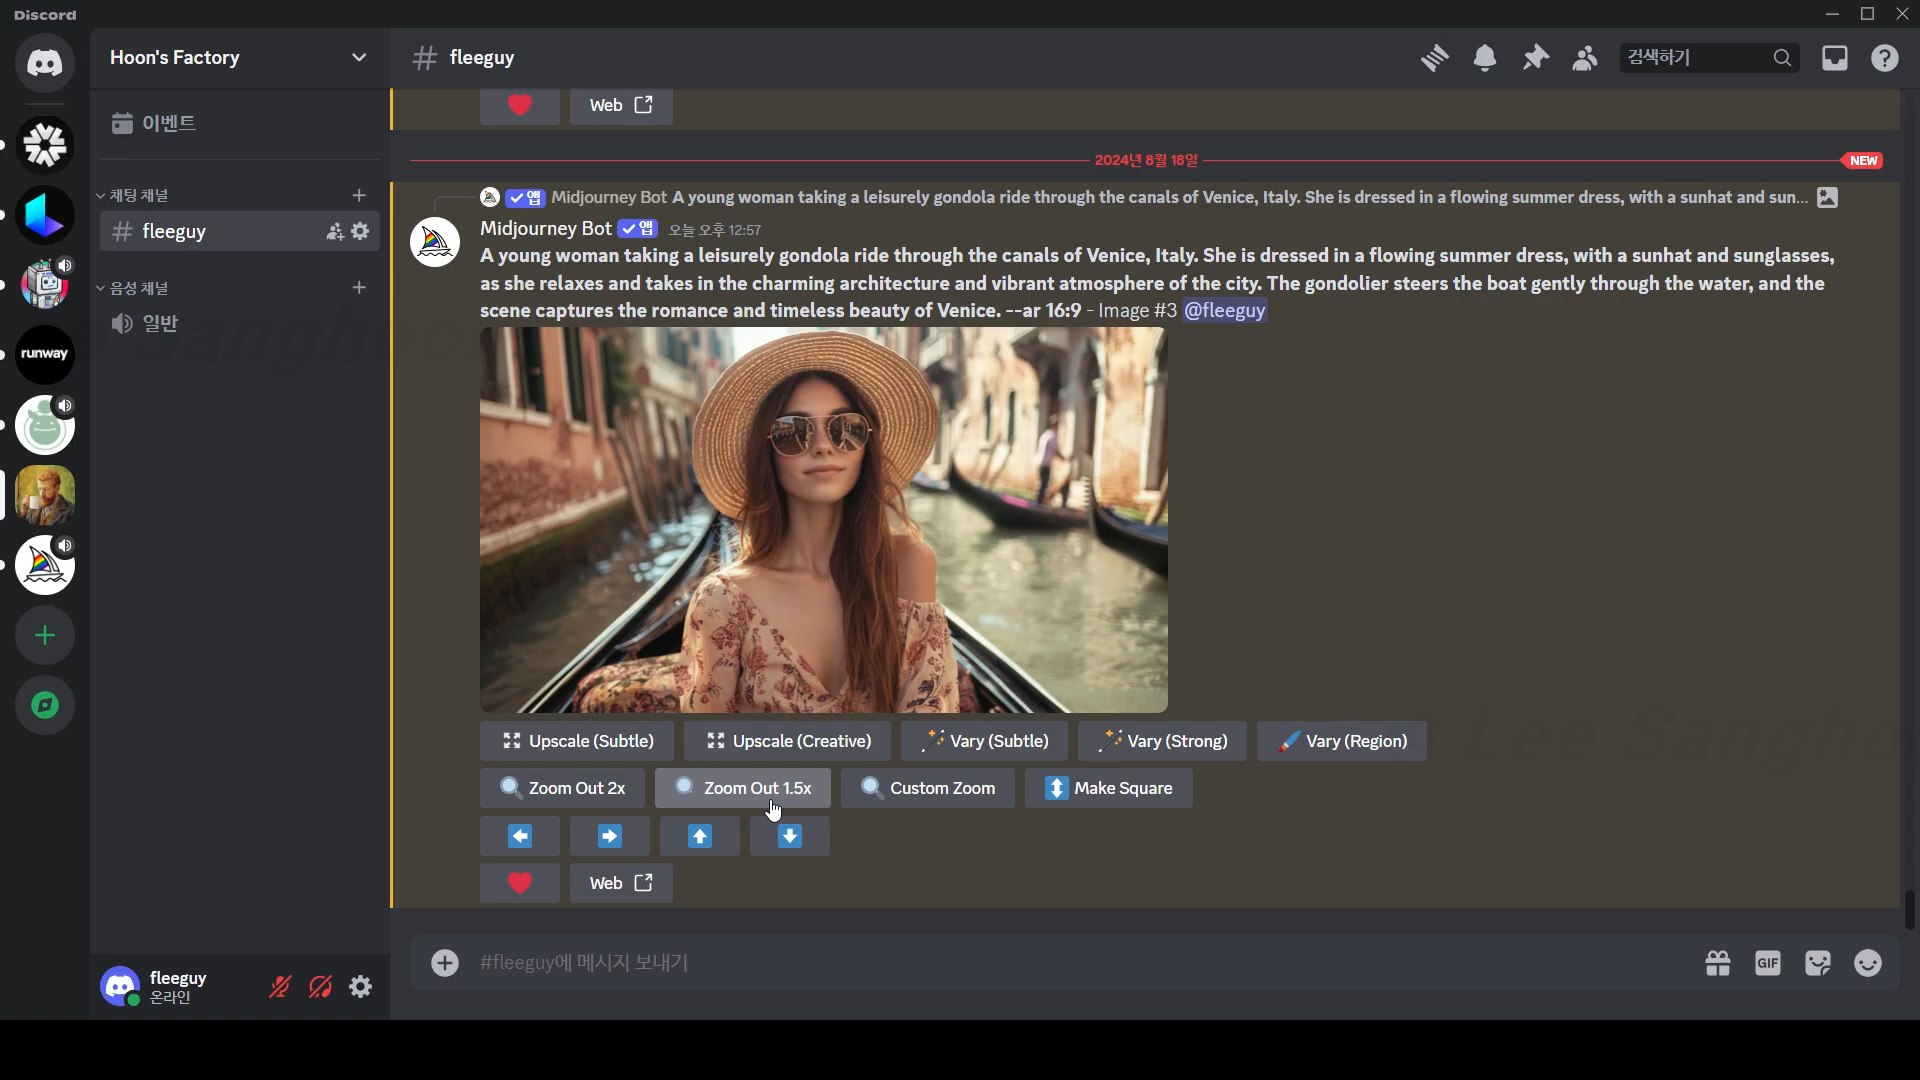 Discord
Hoon's Factory
# fleeguy
검색하기
이벤트
Web
채팅 채널
# fleeguy
음성 채널
일반
runway
2024년 8월 18일
NEW
앱 Midjourney Bot A young woman taking a leisurely gondola ride through the canals of Venice, Italy. She is dressed in a flowing summer dress, with a sunhat and sun...
Midjourney Bot 앱 오늘 오후 12:57
A young woman taking a leisurely gondola ride through the canals of Venice, Italy. She is dressed in a flowing summer dress, with a sunhat and sunglasses,
as she relaxes and takes in the charming architecture and vibrant atmosphere of the city. The gondolier steers the boat gently through the water, and the
scene captures the romance and timeless beauty of Venice. --ar 16:9 - Image #3 @fleeguy
Upscale (Subtle) Upscale (Creative) Vary (Subtle) Vary (Strong) Vary (Region)
Zoom Out 2x Zoom Out 1.5x Custom Zoom Make Square
Web
#fleeguy에 메시지 보내기
GIF
fleeguy
온라인